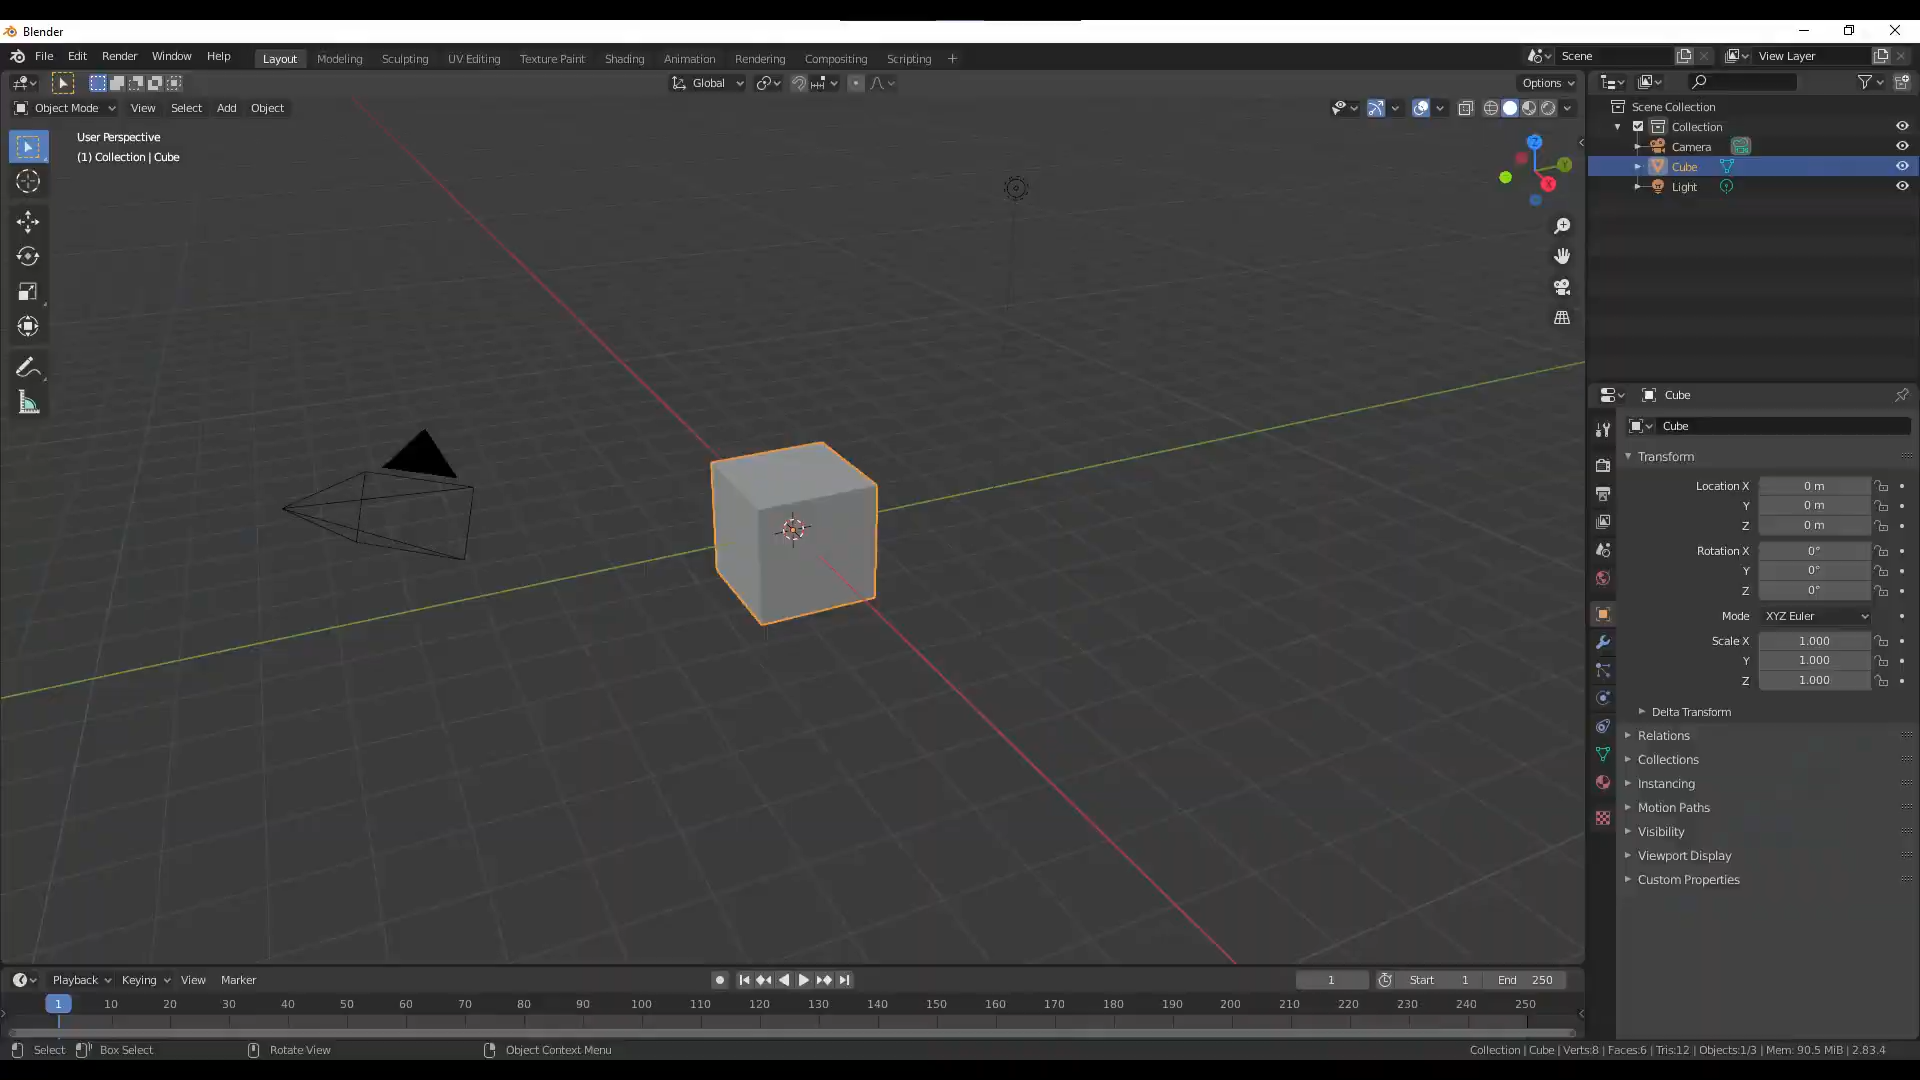 Blender
File Edit Render Window Help Layout Modeling Sculpting UV Editing Texture Paint Shading Animation Rendering Compositing Scripting + Scene View Layer
Global Options
Object Mode View Select Add Object
User Perspective
(1) Collection | Cube
Z
Y
X
Scene Collection
Collection
Camera
Cube
Light
Cube
Cube
Transform
Location X 0 m
Y 0 m
Z 0 m
Rotation X 0°
Y 0°
Z 0°
Mode XYZ Euler
Scale X 1.000
Y 1.000
Z 1.000
Delta Transform
Relations
Collections
Instancing
Motion Paths
Visibility
Viewport Display
Custom Properties
Playback Keying View Marker 1 Start 1 End 250
1 10 20 30 40 50 60 70 80 90 100 110 120 130 140 150 160 170 180 190 200 210 220 230 240 250
Select Box Select Rotate View Object Context Menu Collection | Cube | Verts:8 | Faces:6 | Tris:12 | Objects:1/3 | Mem: 90.5 MiB | 2.83.4